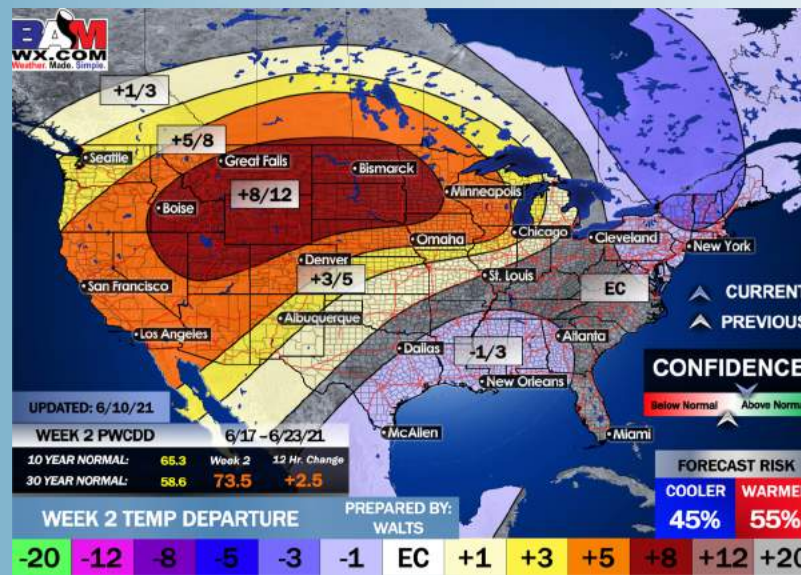 BAM
WX.COM
Weather. Made. Simple.
+1/3
+5/8
Seattle
Great Falls
Bismarck
+8/12
Minneapolis
Boise
Chicago
Cleveland
New York
Omaha
Denver
+3/5
St. Louis
EC
San Francisco
Albuquerque
Los Angeles
Dallas
-1/3
Atlanta
New Orleans
McAllen
Miami
CURRENT
PREVIOUS
CONFIDENCE
Below Normal Above Norma
UPDATED: 6/10/21
WEEK 2 PWCDD 6/17 - 6/23/21
10 YEAR NORMAL: 65.3 Week 2 12 Hr. Change
30 YEAR NORMAL: 58.6 73.5 +2.5
FORECAST RISK
COOLER WARME
45% 55%
WEEK 2 TEMP DEPARTURE
PREPARED BY:
WALTS
-20 -12 -8 -5 -3 -1 EC +1 +3 +5 +8 +12 +20